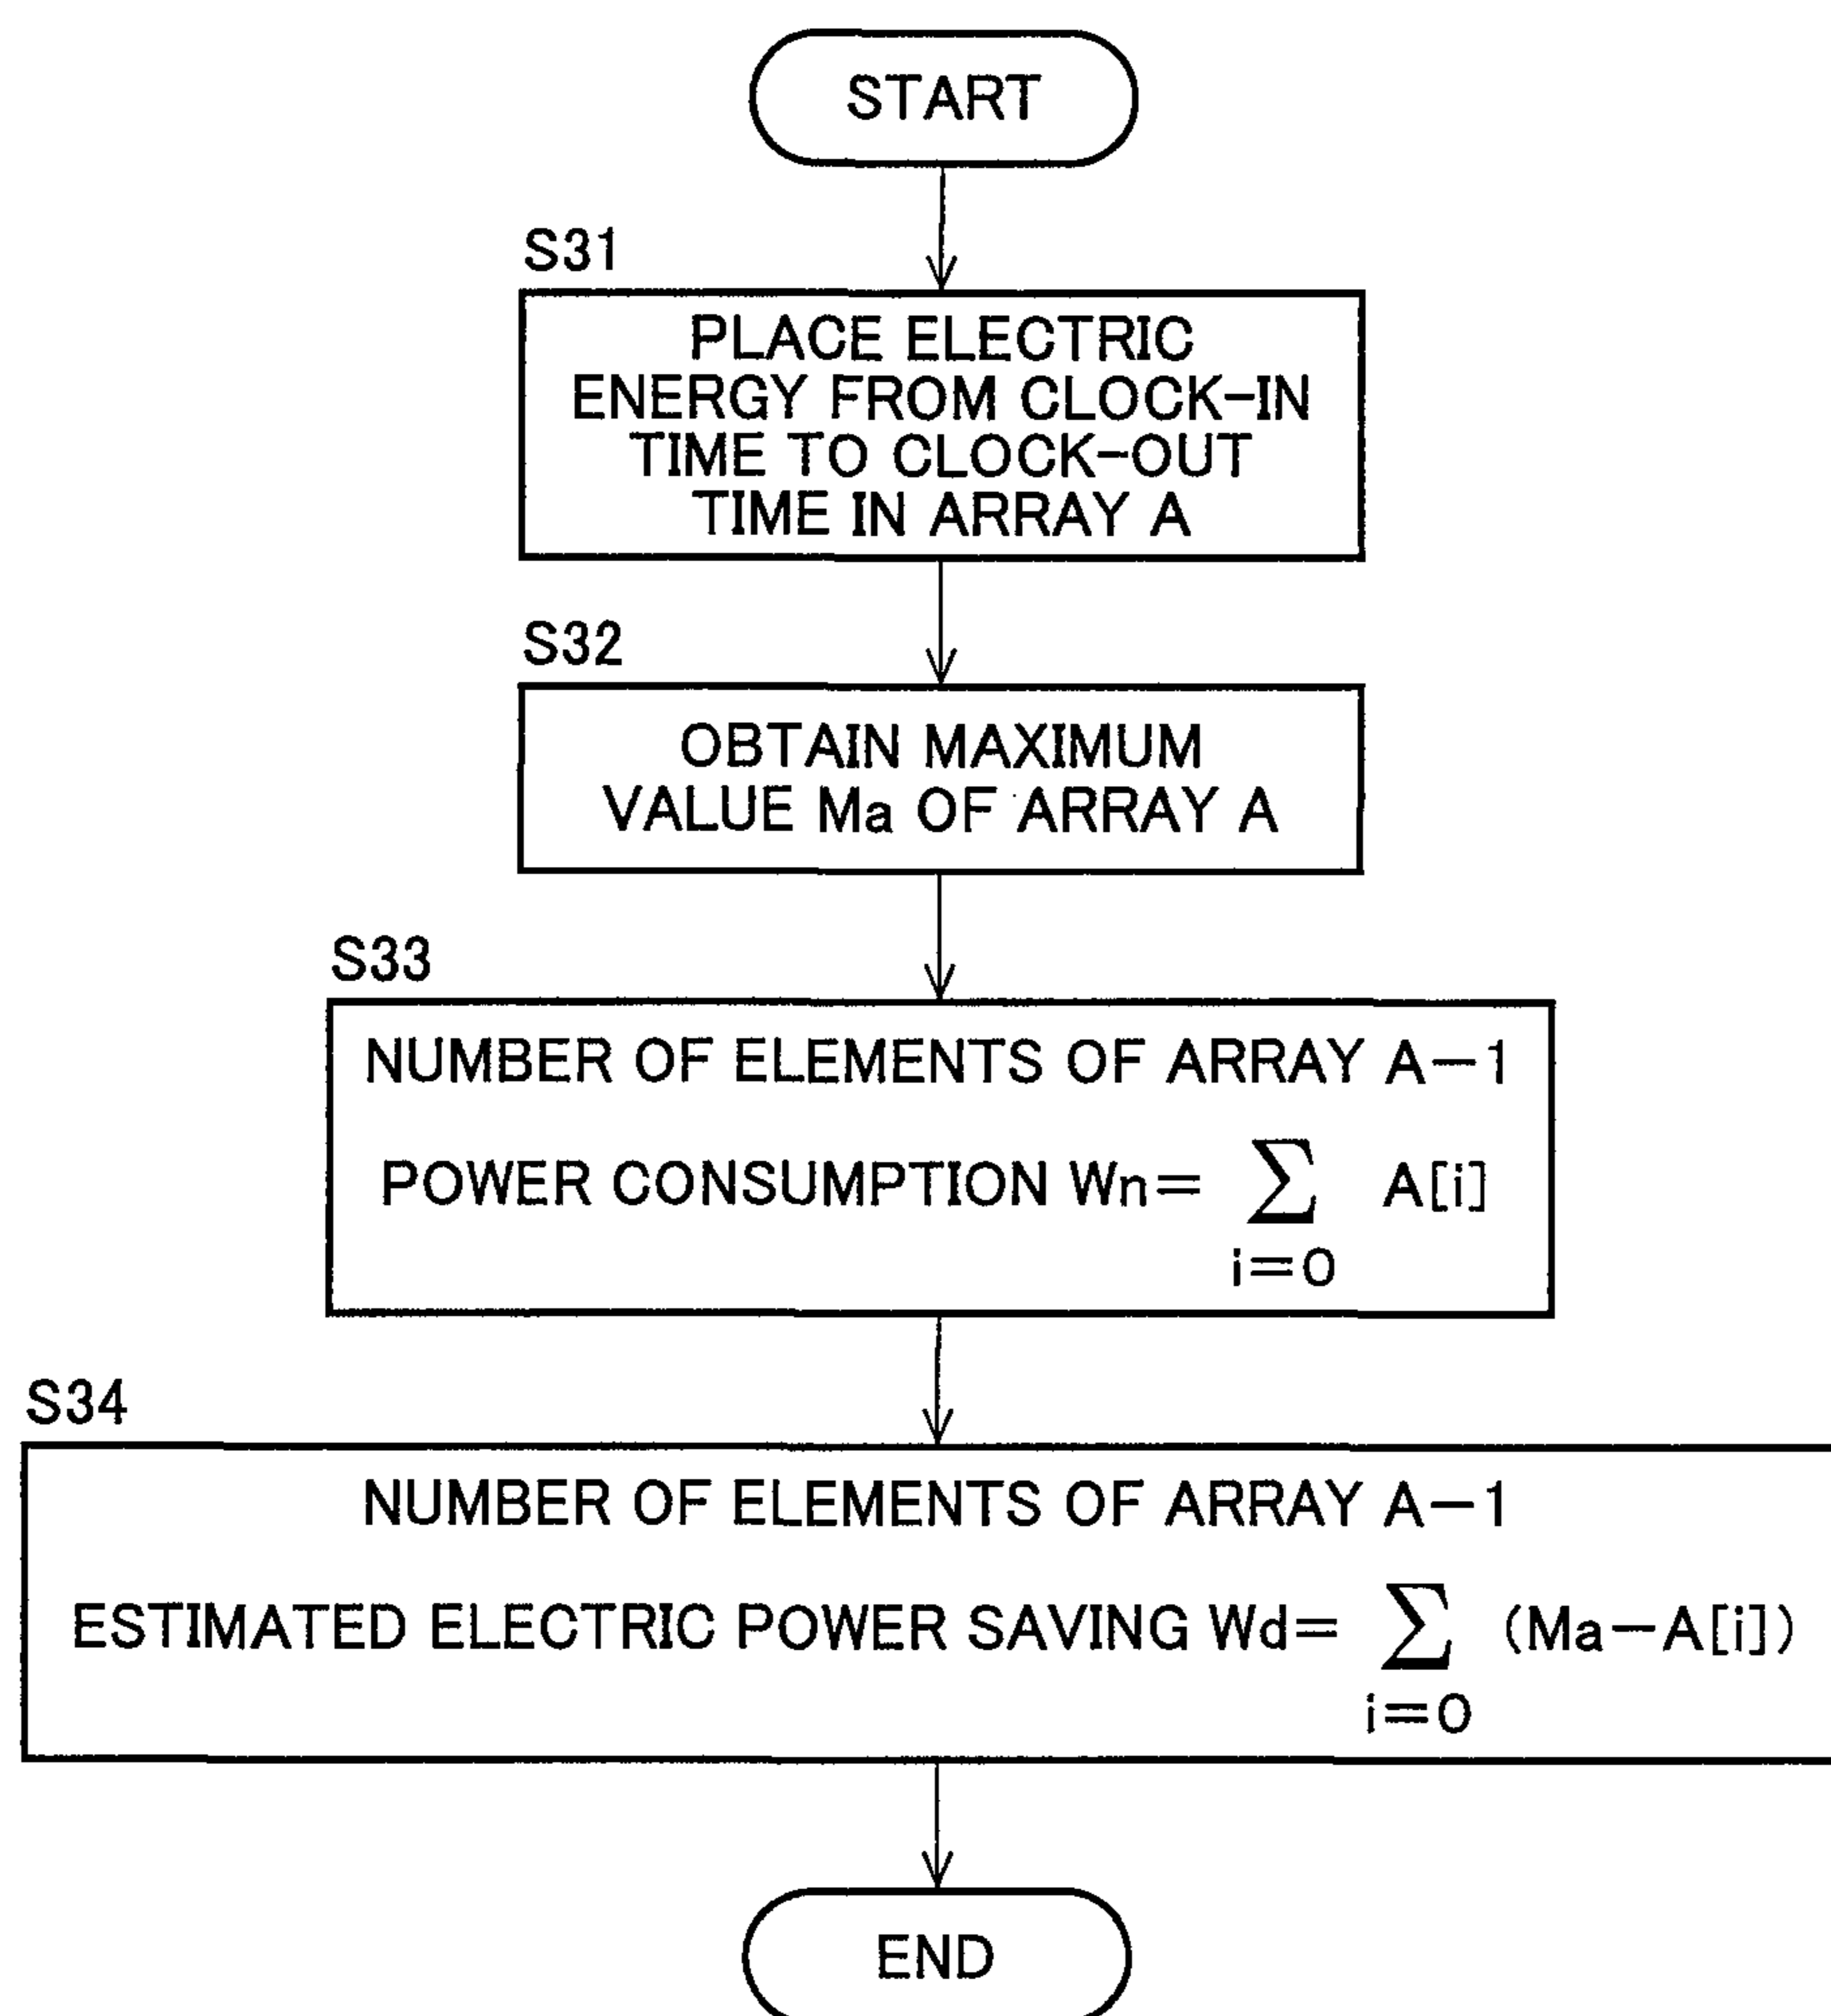 START
S31
PLACE ELECTRIC
ENERGY FROM CLOCK-IN
TIME TO CLOCK-OUT
TIME IN ARRAY A
S32
OBTAIN MAXIMUM
VALUE Ma OF ARRAY A
S33
NUMBER OF ELEMENTS OF ARRAY A-1
POWER CONSUMPTION Wn= ∑ A[i]
i=0
S34
NUMBER OF ELEMENTS OF ARRAY A-1
ESTIMATED ELECTRIC POWER SAVING Wd= ∑ (Ma-A[i])
i=0
END